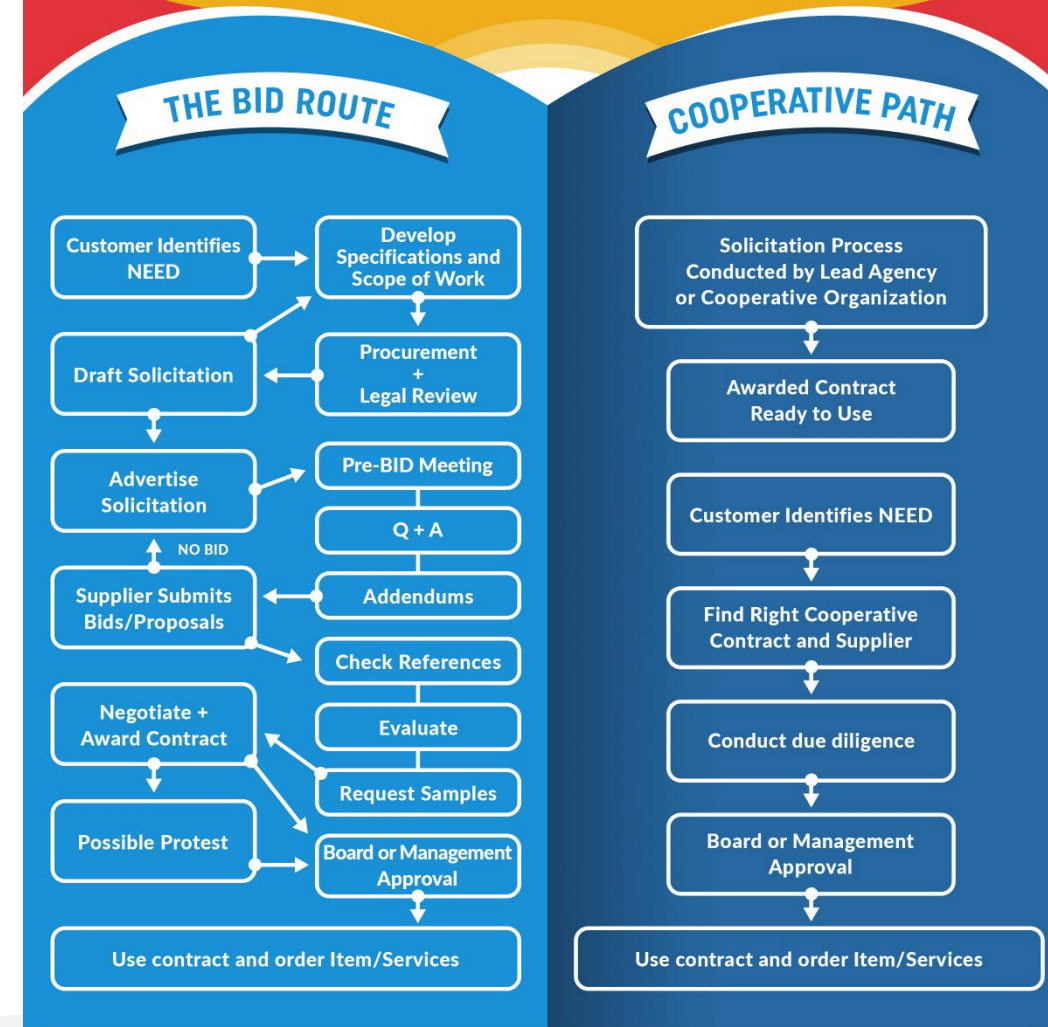 THE BID ROUTE
Customer Identifies
NEED
Develop
Specifications and
Scope of Work
Draft Solicitation
Procurement
+
Legal Review
Advertise
Solicitation
Pre-BID Meeting
Q + A
NO BID
Supplier Submits
Bids/Proposals
Addendums
Check References
Negotiate +
Award Contract
Evaluate
Request Samples
Possible Protest
Board or Management
Approval
Use contract and order Item/Services
COOPERATIVE PATH
Solicitation Process
Conducted by Lead Agency
or Cooperative Organization
Awarded Contract
Ready to Use
Customer Identifies NEED
Find Right Cooperative
Contract and Supplier
Conduct due diligence
Board or Management
Approval
Use contract and order Item/Services